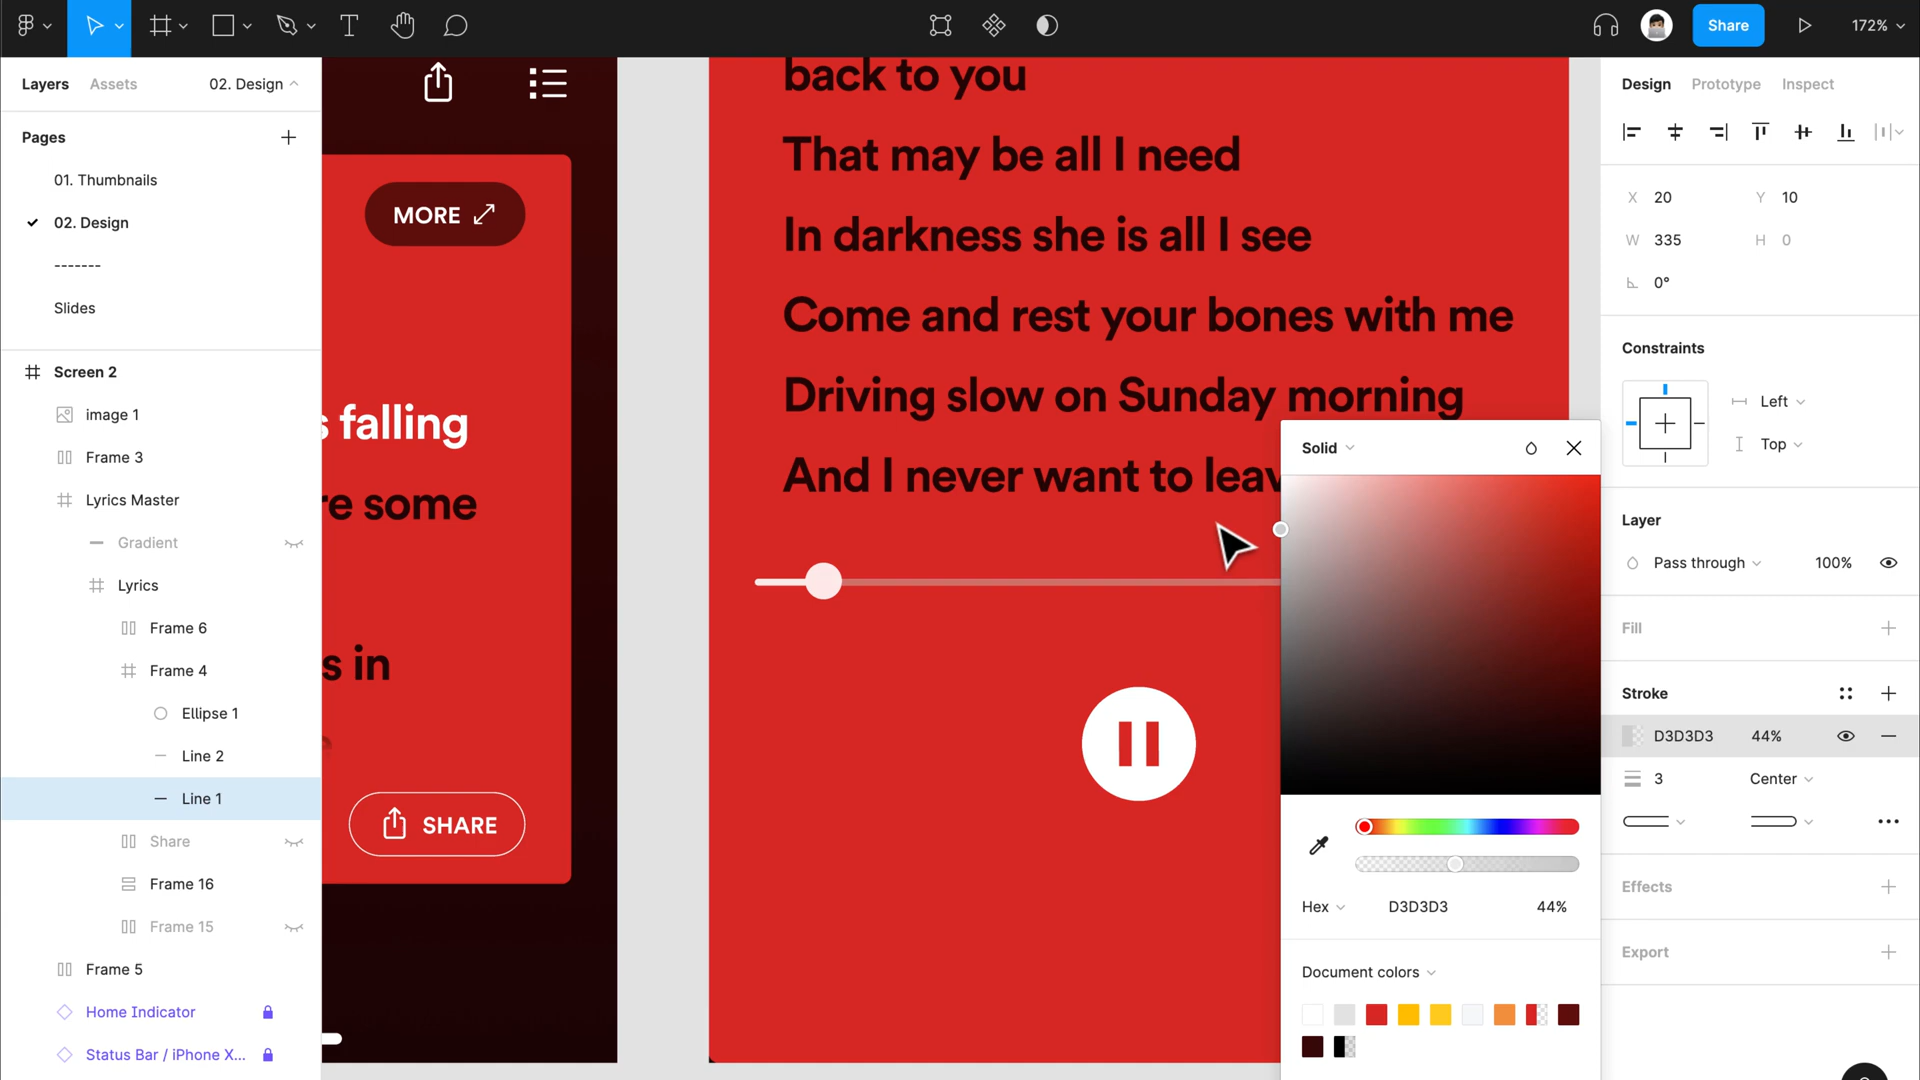 Share
172%
Layers
Assets
02. Design
Pages
01. Thumbnails
02. Design
-------
Slides
Screen 2
image 1
Frame 3
Lyrics Master
Gradient
Lyrics
Frame 6
Frame 4
Ellipse 1
Line 2
Line 1
Share
Frame 16
Frame 15
Frame 5
Home Indicator
Status Bar / iPhone X...
MORE
s falling
re some
s in
SHARE
back to you
That may be all I need
In darkness she is all I see
Come and rest your bones with me
Driving slow on Sunday morning
And I never want to leav
Solid
Hex
D3D3D3
44%
Document colors
Design
Prototype
Inspect
X 20
Y 10
W 335
H 0
0°
Constraints
Left
Top
Layer
Pass through
100%
Fill
Stroke
D3D3D3
44%
3
Center
Effects
Export